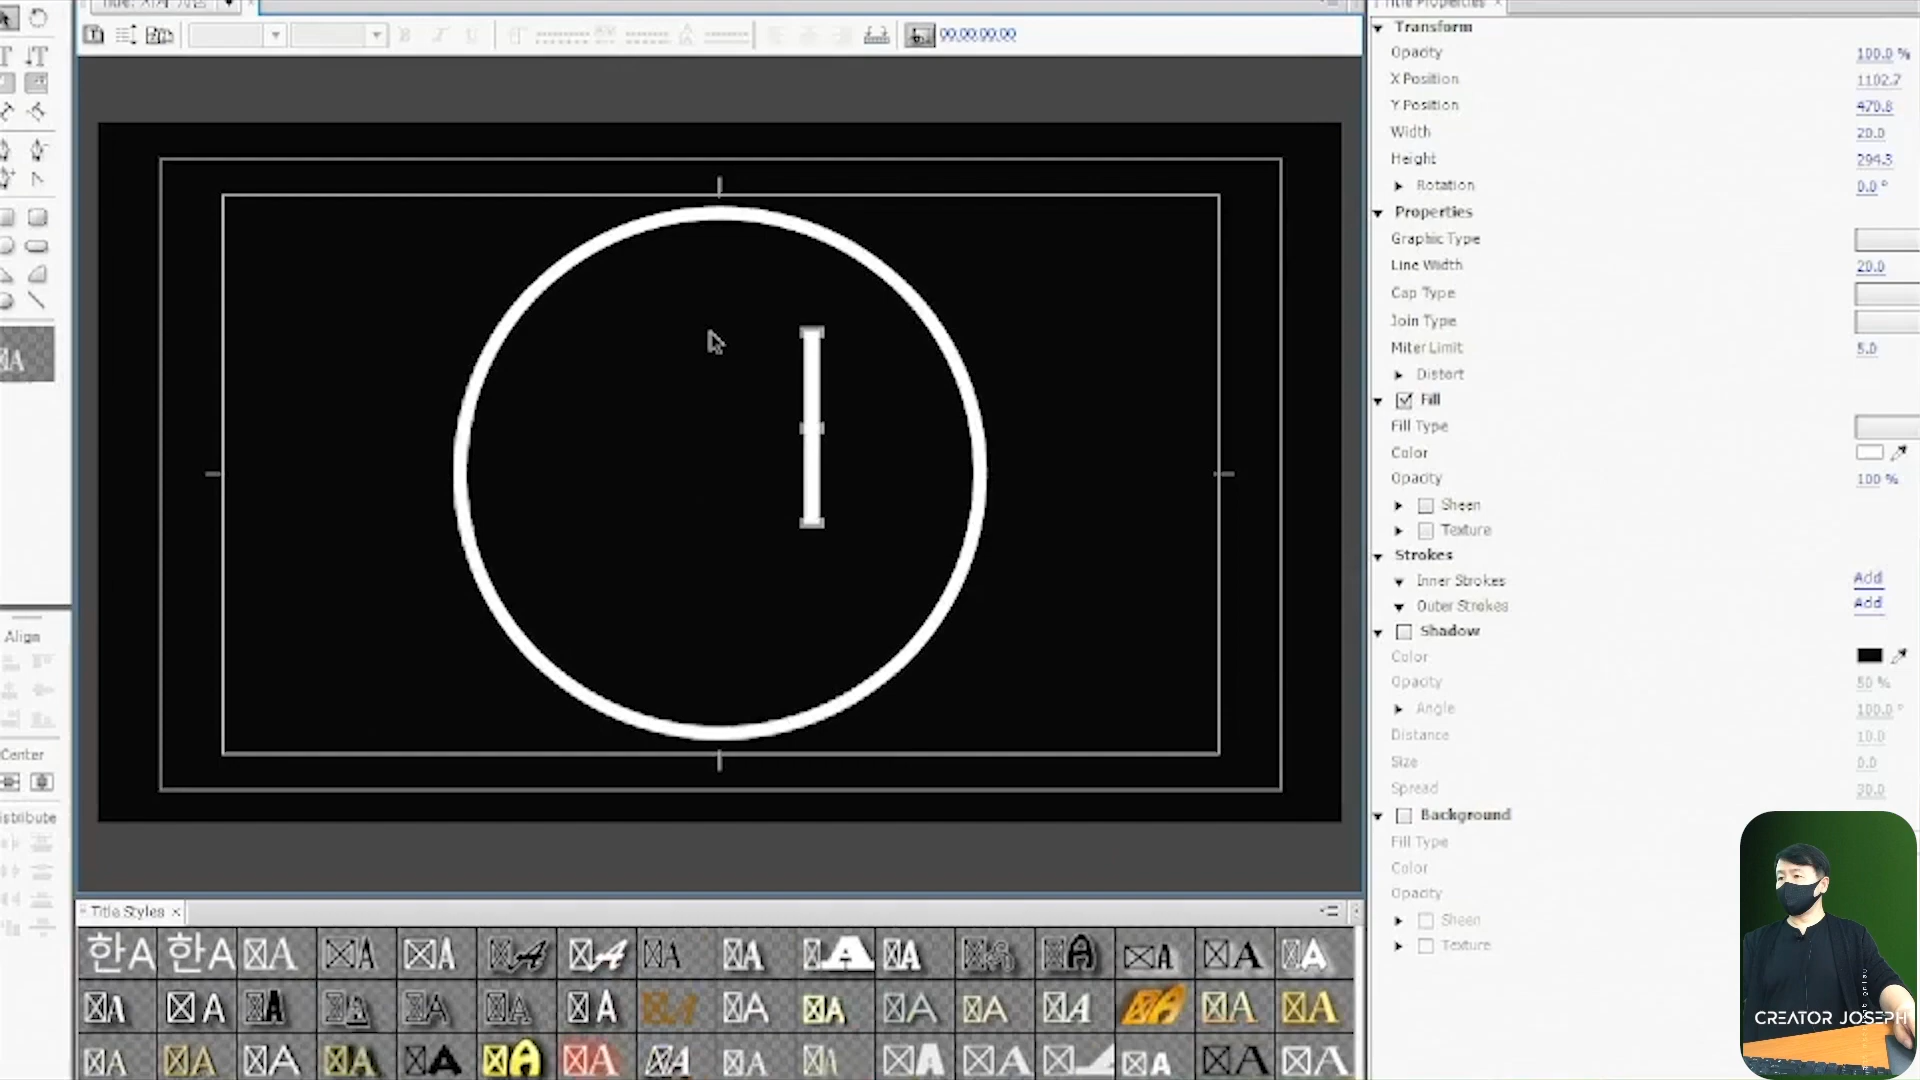 00:00:00:00
Transform
Opacity 100.0 %
X Position 1102.7
Y Position 470.8
Width 20.0
Height 294.3
Rotation 0.0 °
Properties
Graphic Type
Line Width 20.0
Cap Type
Join Type
Miter Limit 5.0
Distort
Fill
Fill Type
Color
Opacity 100 %
Sheen
Texture
Strokes
Inner Strokes Add
Outer Strokes Add
Shadow
Color
Opacity 50 %
Angle 100.0 °
Distance 10.0
Size 0.0
Spread 30.0
Background
Fill Type
Color
Opacity
Sheen
Texture
Align
Center
istribute
Title Styles ×
한A 한A
CREATOR JOSEPH